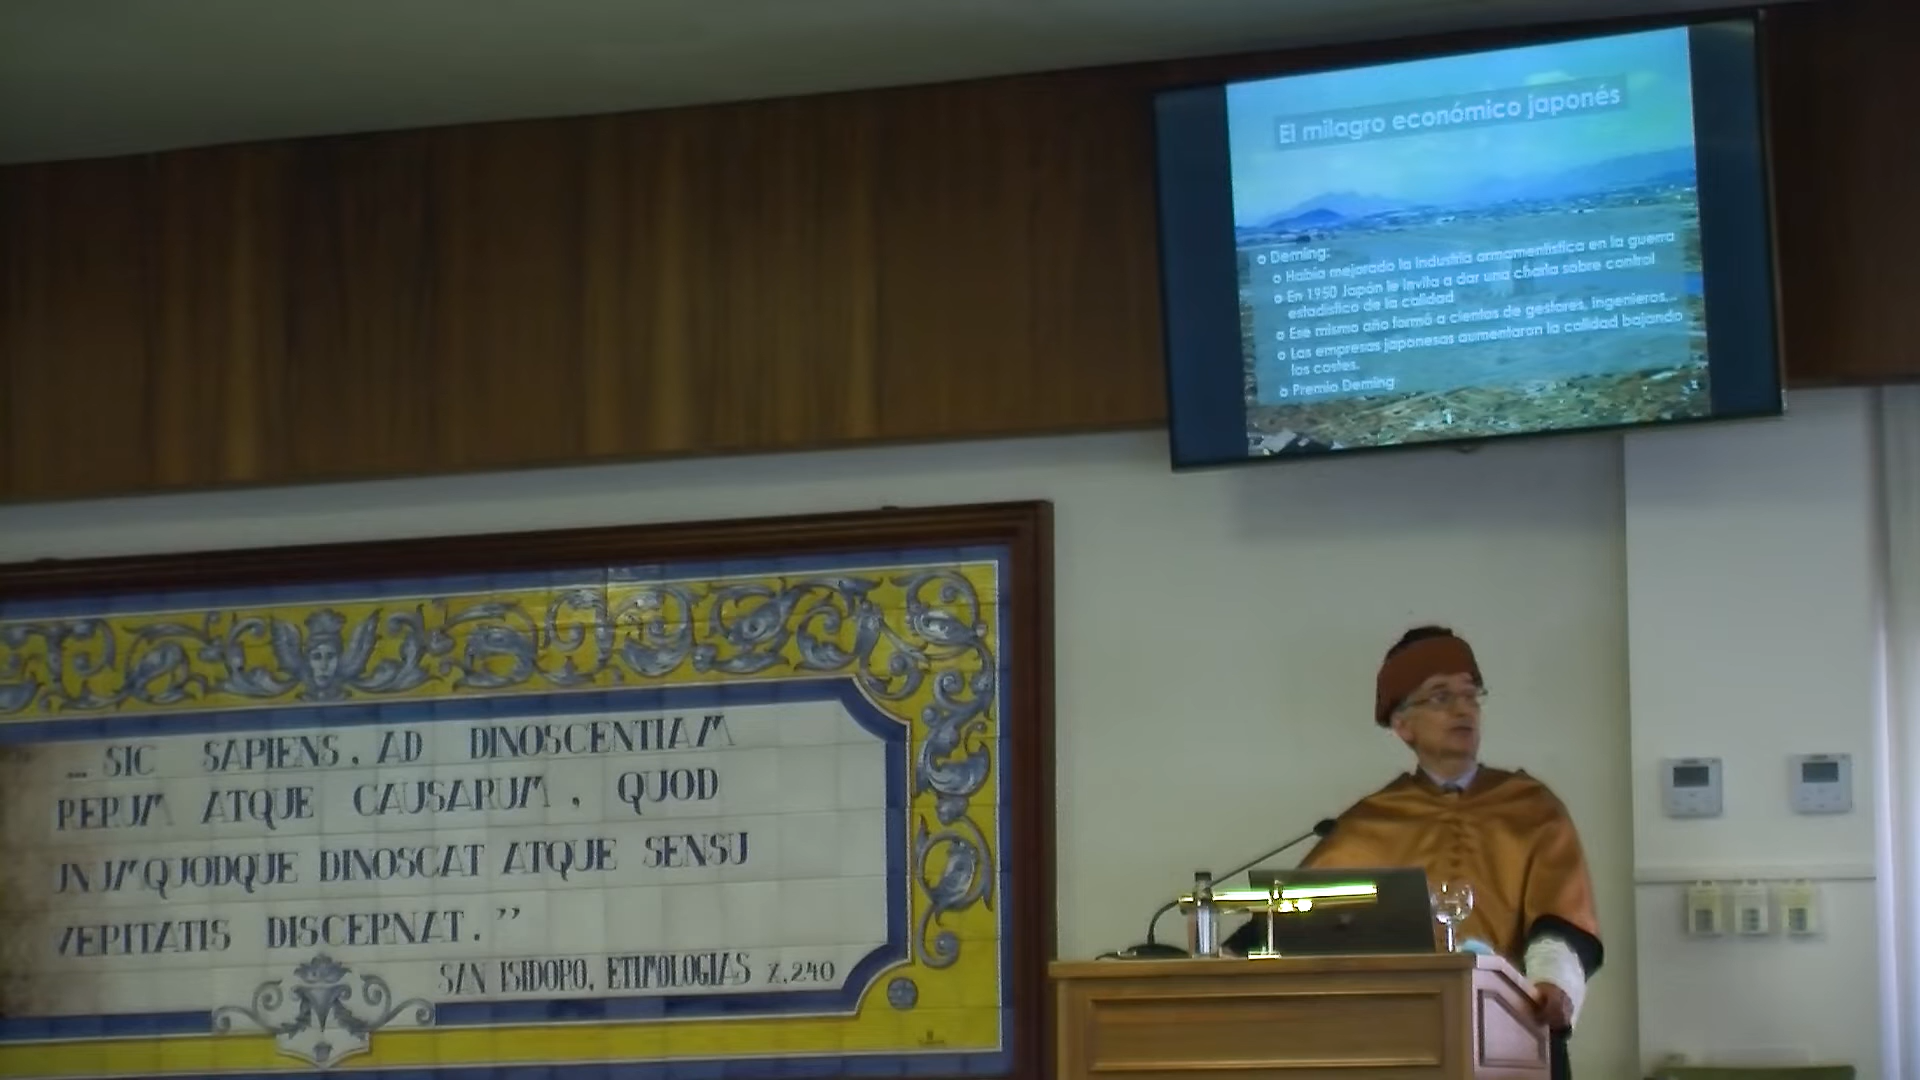 El milagro económico japonés
o Deming:
o Había mejorado la industria armamentística en la guerra
o En 1950 Japón le invita a dar una charla sobre control
estadístico de la calidad
o Ese mismo año formó a cientos de gestores, ingenieros...
o Las empresas japonesas aumentaron la calidad bajando
los costes.
o Premio Deming
... SIC SAPIENS, AD DINOSCENTIAM
RERUM ATQUE CAUSARUM, QUOD
UNUMQUODQUE DINOSCAT ATQUE SENSU
VERITATIS DISCERNAT.”
SAN ISIDORO, ETIMOLOGIAS X, 240